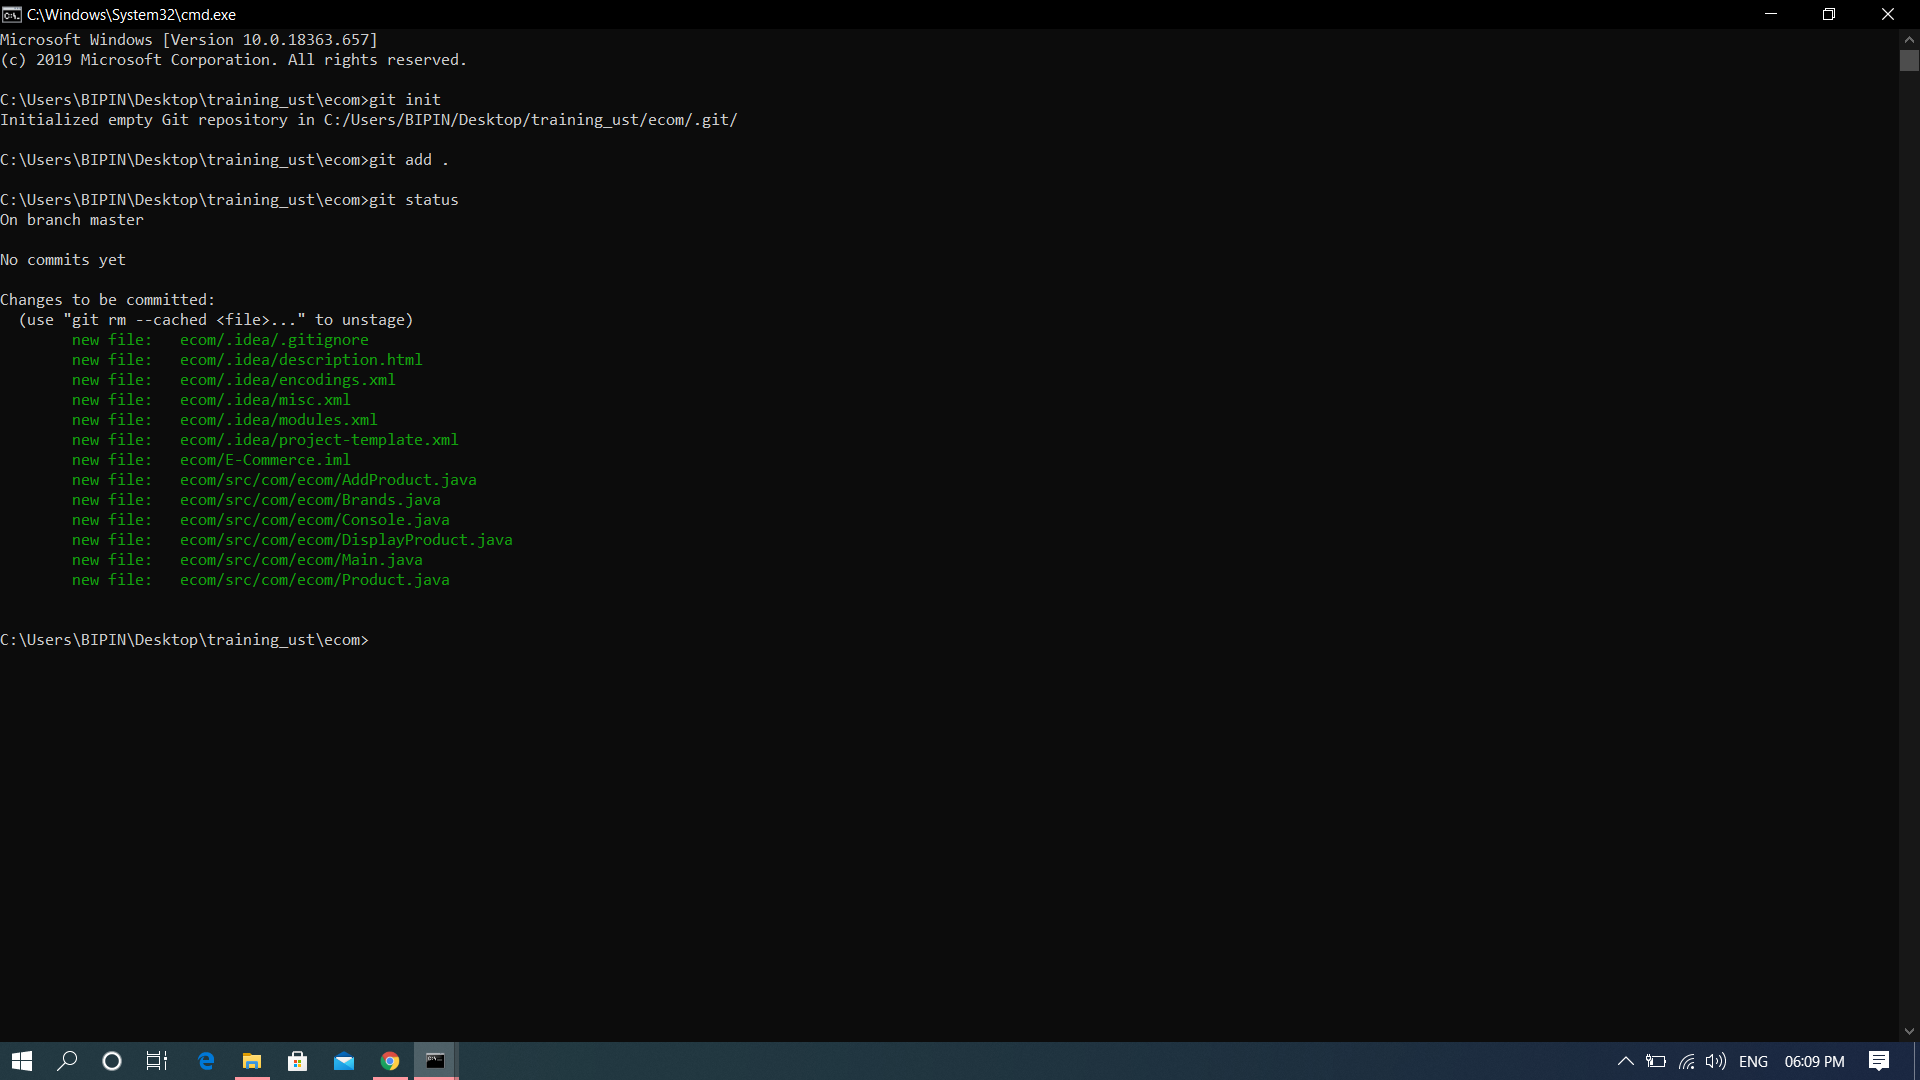 C:\Windows\System32\cmd.exe
Microsoft Windows [Version 10.0.18363.657]
(c) 2019 Microsoft Corporation. All rights reserved.
C:\Users\BIPIN\Desktop\training_ust\ecom>git init
Initialized empty Git repository in C:/Users/BIPIN/Desktop/training_ust/ecom/.git/
C:\Users\BIPIN\Desktop\training_ust\ecom>git add .
C:\Users\BIPIN\Desktop\training_ust\ecom>git status
On branch master
No commits yet
Changes to be committed:
  (use "git rm --cached <file>..." to unstage)
        new file:   ecom/.idea/.gitignore
        new file:   ecom/.idea/description.html
        new file:   ecom/.idea/encodings.xml
        new file:   ecom/.idea/misc.xml
        new file:   ecom/.idea/modules.xml
        new file:   ecom/.idea/project-template.xml
        new file:   ecom/E-Commerce.iml
        new file:   ecom/src/com/ecom/AddProduct.java
        new file:   ecom/src/com/ecom/Brands.java
        new file:   ecom/src/com/ecom/Console.java
        new file:   ecom/src/com/ecom/DisplayProduct.java
        new file:   ecom/src/com/ecom/Main.java
        new file:   ecom/src/com/ecom/Product.java
C:\Users\BIPIN\Desktop\training_ust\ecom>
ENG 06:09 PM